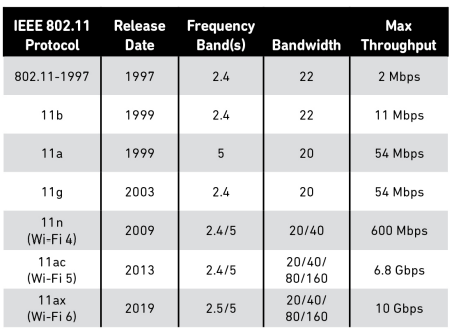 IEEE 802.11 Protocol Release Date Frequency Band(s) Bandwidth Max Throughput
802.11-1997 1997 2.4 22 2 Mbps
11b 1999 2.4 22 11 Mbps
11a 1999 5 20 54 Mbps
11g 2003 2.4 20 54 Mbps
11n (Wi-Fi 4) 2009 2.4/5 20/40 600 Mbps
11ac (Wi-Fi 5) 2013 2.4/5 20/40/80/160 6.8 Gbps
11ax (Wi-Fi 6) 2019 2.5/5 20/40/80/160 10 Gbps